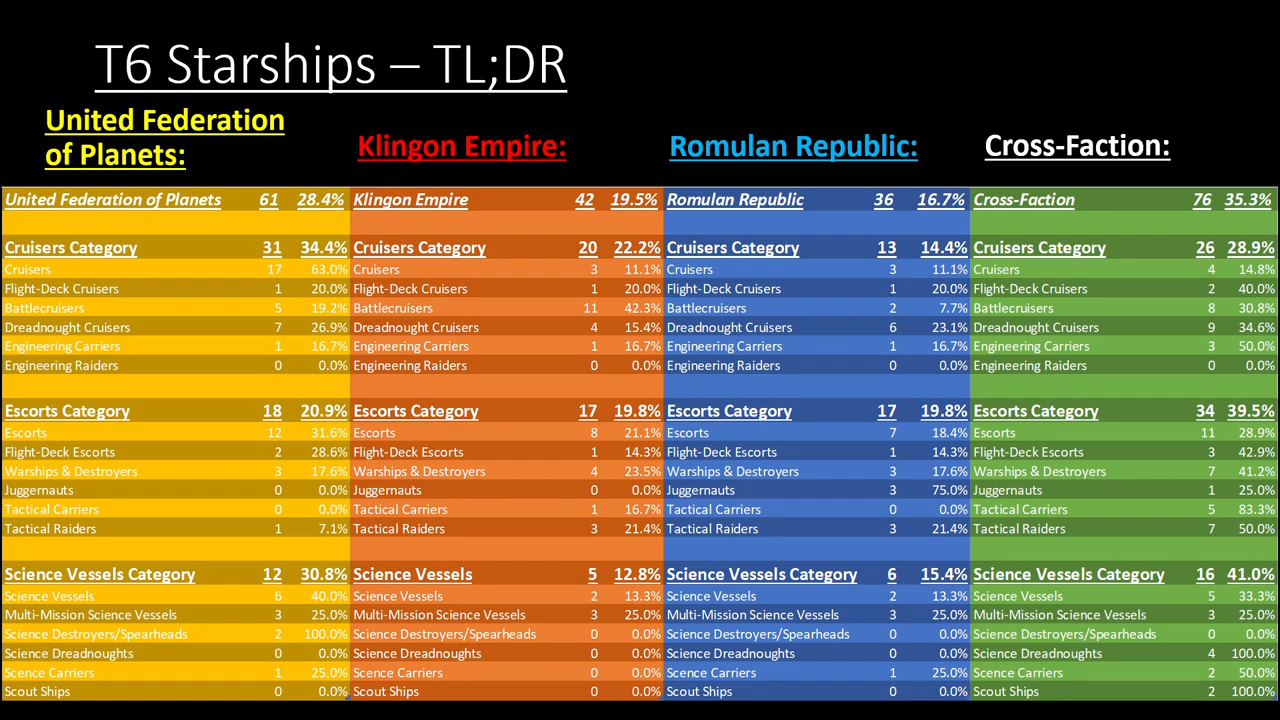 T6 Starships – TL;DR
United Federation
of Planets:
Klingon Empire:
Romulan Republic:
Cross-Faction:
United Federation of Planets 61 28.4% Klingon Empire 42 19.5% Romulan Republic 36 16.7% Cross-Faction 76 35.3%
Cruisers Category 31 34.4% Cruisers Category 20 22.2% Cruisers Category 13 14.4% Cruisers Category 26 28.9%
Cruisers 17 63.0% Cruisers 3 11.1% Cruisers 3 11.1% Cruisers 4 14.8%
Flight-Deck Cruisers 1 20.0% Flight-Deck Cruisers 1 20.0% Flight-Deck Cruisers 1 20.0% Flight-Deck Cruisers 2 40.0%
Battlecruisers 5 19.2% Battlecruisers 11 42.3% Battlecruisers 2 7.7% Battlecruisers 8 30.8%
Dreadnought Cruisers 7 26.9% Dreadnought Cruisers 4 15.4% Dreadnought Cruisers 6 23.1% Dreadnought Cruisers 9 34.6%
Engineering Carriers 1 16.7% Engineering Carriers 1 16.7% Engineering Carriers 1 16.7% Engineering Carriers 3 50.0%
Engineering Raiders 0 0.0% Engineering Raiders 0 0.0% Engineering Raiders 0 0.0% Engineering Raiders 0 0.0%
Escorts Category 18 20.9% Escorts Category 17 19.8% Escorts Category 17 19.8% Escorts Category 34 39.5%
Escorts 12 31.6% Escorts 8 21.1% Escorts 7 18.4% Escorts 11 28.9%
Flight-Deck Escorts 2 28.6% Flight-Deck Escorts 1 14.3% Flight-Deck Escorts 1 14.3% Flight-Deck Escorts 3 42.9%
Warships & Destroyers 3 17.6% Warships & Destroyers 4 23.5% Warships & Destroyers 3 17.6% Warships & Destroyers 7 41.2%
Juggernauts 0 0.0% Juggernauts 0 0.0% Juggernauts 3 75.0% Juggernauts 1 25.0%
Tactical Carriers 0 0.0% Tactical Carriers 1 16.7% Tactical Carriers 0 0.0% Tactical Carriers 5 83.3%
Tactical Raiders 1 7.1% Tactical Raiders 3 21.4% Tactical Raiders 3 21.4% Tactical Raiders 7 50.0%
Science Vessels Category 12 30.8% Science Vessels 5 12.8% Science Vessels Category 6 15.4% Science Vessels Category 16 41.0%
Science Vessels 6 40.0% Science Vessels 2 13.3% Science Vessels 2 13.3% Science Vessels 5 33.3%
Multi-Mission Science Vessels 3 25.0% Multi-Mission Science Vessels 3 25.0% Multi-Mission Science Vessels 3 25.0% Multi-Mission Science Vessels 3 25.0%
Science Destroyers/Spearheads 2 100.0% Science Destroyers/Spearheads 0 0.0% Science Destroyers/Spearheads 0 0.0% Science Destroyers/Spearheads 0 0.0%
Science Dreadnoughts 0 0.0% Science Dreadnoughts 0 0.0% Science Dreadnoughts 0 0.0% Science Dreadnoughts 4 100.0%
Scence Carriers 1 25.0% Scence Carriers 0 0.0% Scence Carriers 1 25.0% Scence Carriers 2 50.0%
Scout Ships 0 0.0% Scout Ships 0 0.0% Scout Ships 0 0.0% Scout Ships 2 100.0%